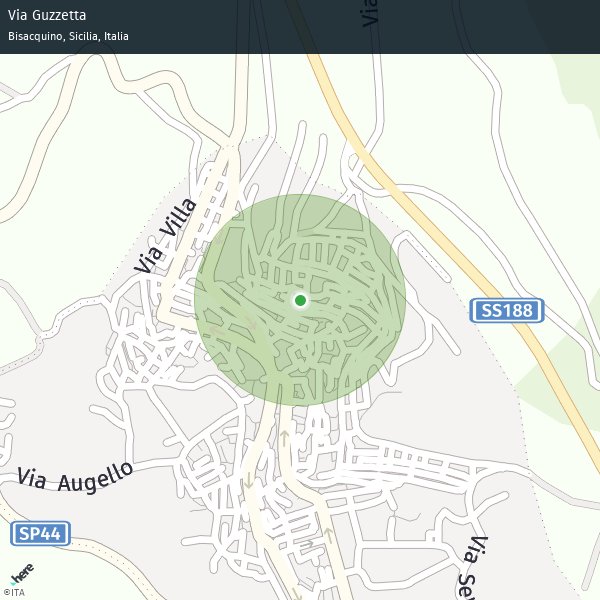 Via Guzzetta
Bisacquino, Sicilia, Italia
Via
Via Villa
SS188
Via Augello
SP44
Via Se
here
©ITA